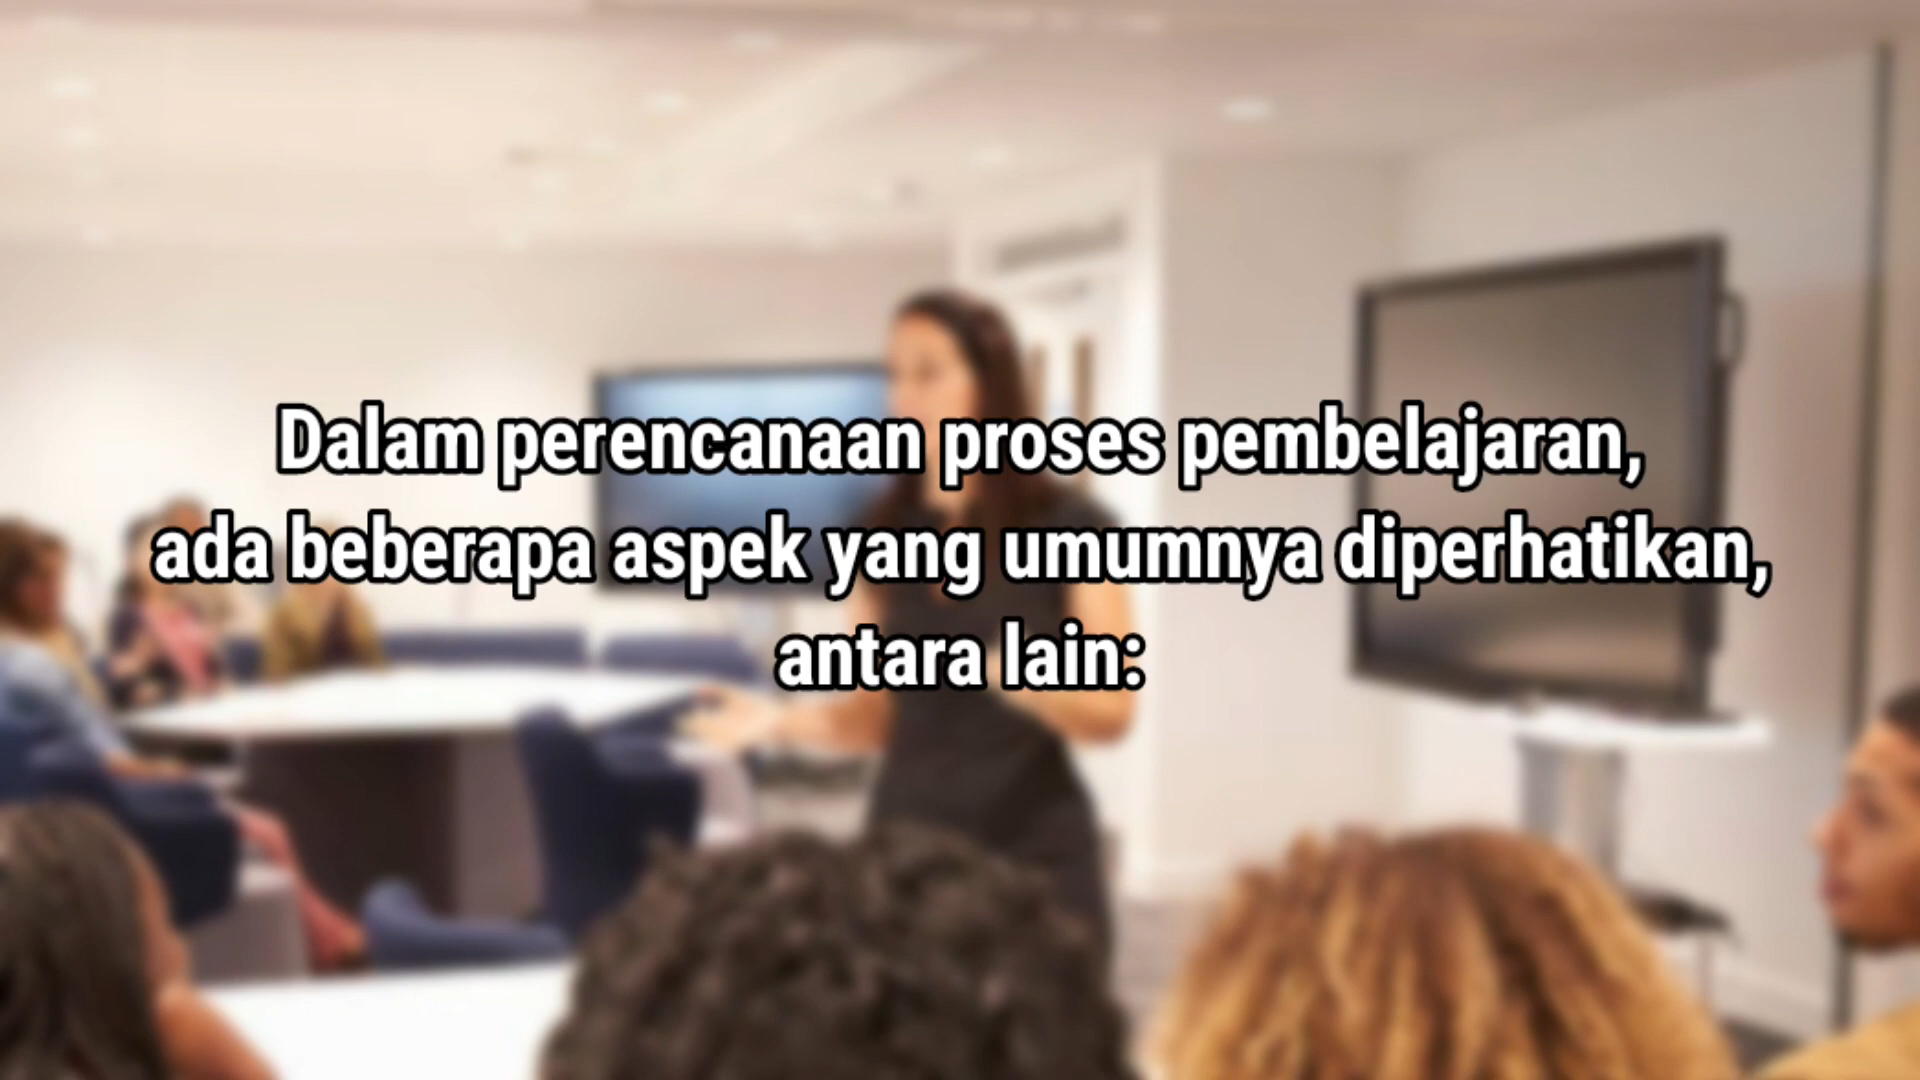 Dalam perencanaan proses pembelajaran,
ada beberapa aspek yang umumnya diperhatikan,
antara lain: